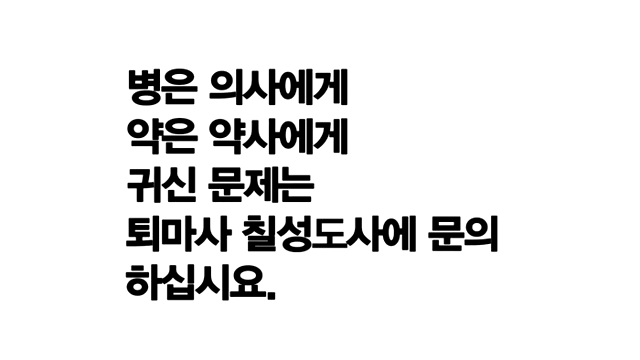 병은 의사에게
약은 약사에게
귀신 문제는
퇴마사 칠성도사에 문의
하십시요.